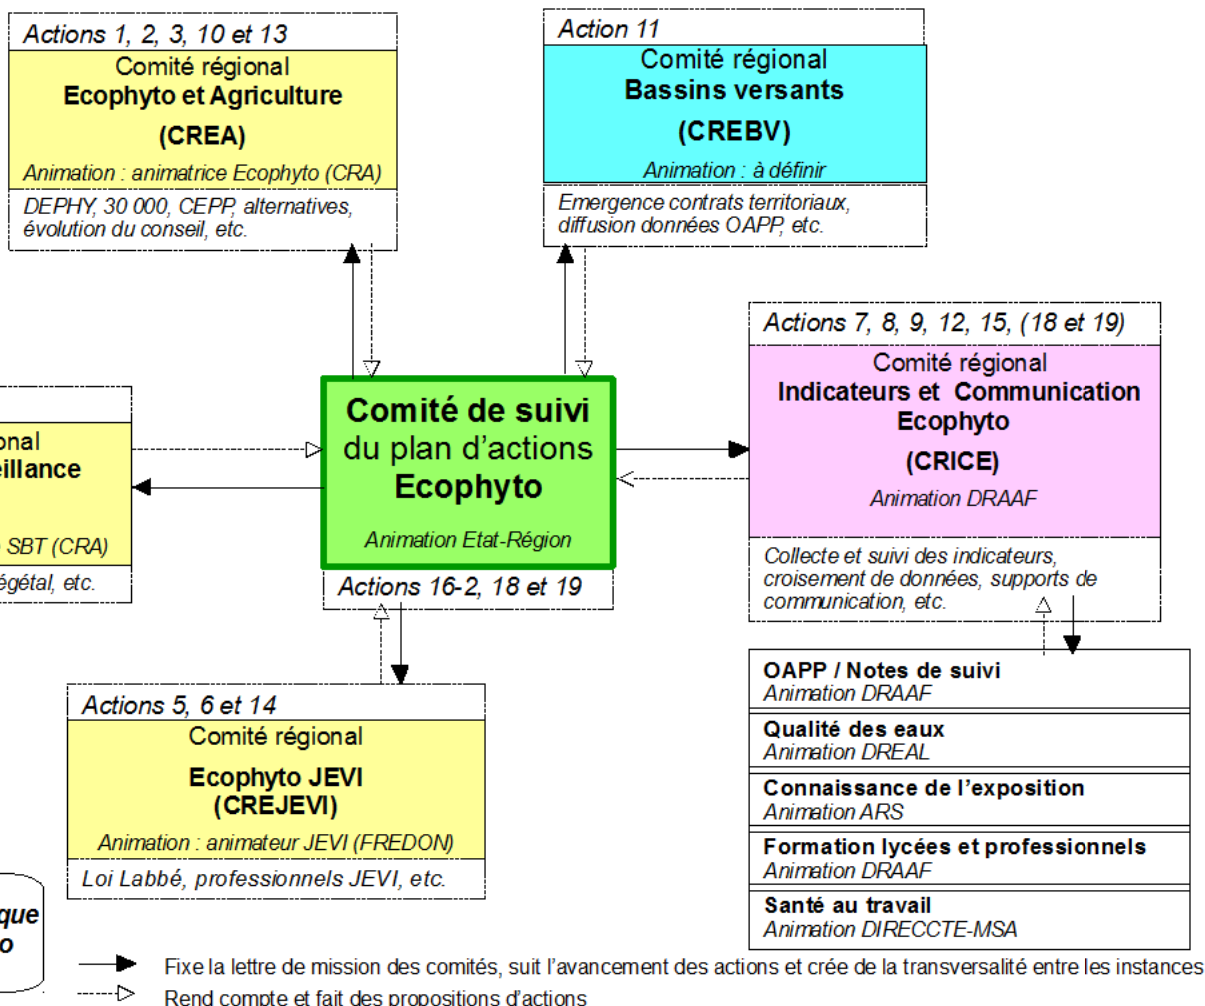 Actions 1, 2, 3, 10 et 13
Comité régional
Ecophyto et Agriculture
(CREA)
Animation : animatrice Ecophyto (CRA)
DEPHY, 30 000, CEPP, alternatives,
évolution du conseil, etc.
Action 11
Comité régional
Bassins versants
(CREBV)
Animation : à définir
Emergence contrats territoriaux,
diffusion données OAPP, etc.
Actions 7, 8, 9, 12, 15, (18 et 19)
Comité régional
Indicateurs et Communication
Ecophyto
(CRICE)
Animation DRAAF
Collecte et suivi des indicateurs,
croisement de données, supports de
communication, etc.
onal
eillance
SBT (CRA)
égétal, etc.
Comité de suivi
du plan d'actions
Ecophyto
Animation Etat-Région
Actions 16-2, 18 et 19
Actions 5, 6 et 14
Comité régional
Ecophyto JEVI
(CREJEVI)
Animation : animateur JEVI (FREDON)
Loi Labbé, professionnels JEVI, etc.
OAPP / Notes de suivi
Animation DRAAF
Qualité des eaux
Animation DREAL
Connaissance de l'exposition
Animation ARS
Formation lycées et professionnels
Animation DRAAF
Santé au travail
Animation DIRECCTE-MSA
que
o
Fixe la lettre de mission des comités, suit l'avancement des actions et crée de la transversalité entre les instances
Rend compte et fait des propositions d'actions